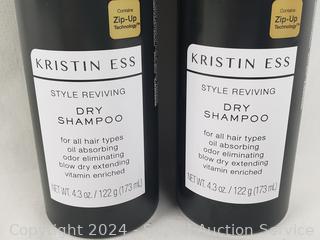 Contains
Zip-Up
Technology™
KRISTIN ESS
STYLE REVIVING
DRY
SHAMPOO
for all hair types
oil absorbing
odor eliminating
blow dry extending
vitamin enriched
NET WT. 4.3 oz. / 122 g (173 mL)
Contains
Zip-Up
Technology™
KRISTIN ESS
STYLE REVIVING
DRY
SHAMPOO
for all hair types
oil absorbing
odor eliminating
blow dry extending
vitamin enriched
NET WT. 4.3 oz. / 122 g (173 mL)
Copyright 2024 - S
Auction Service